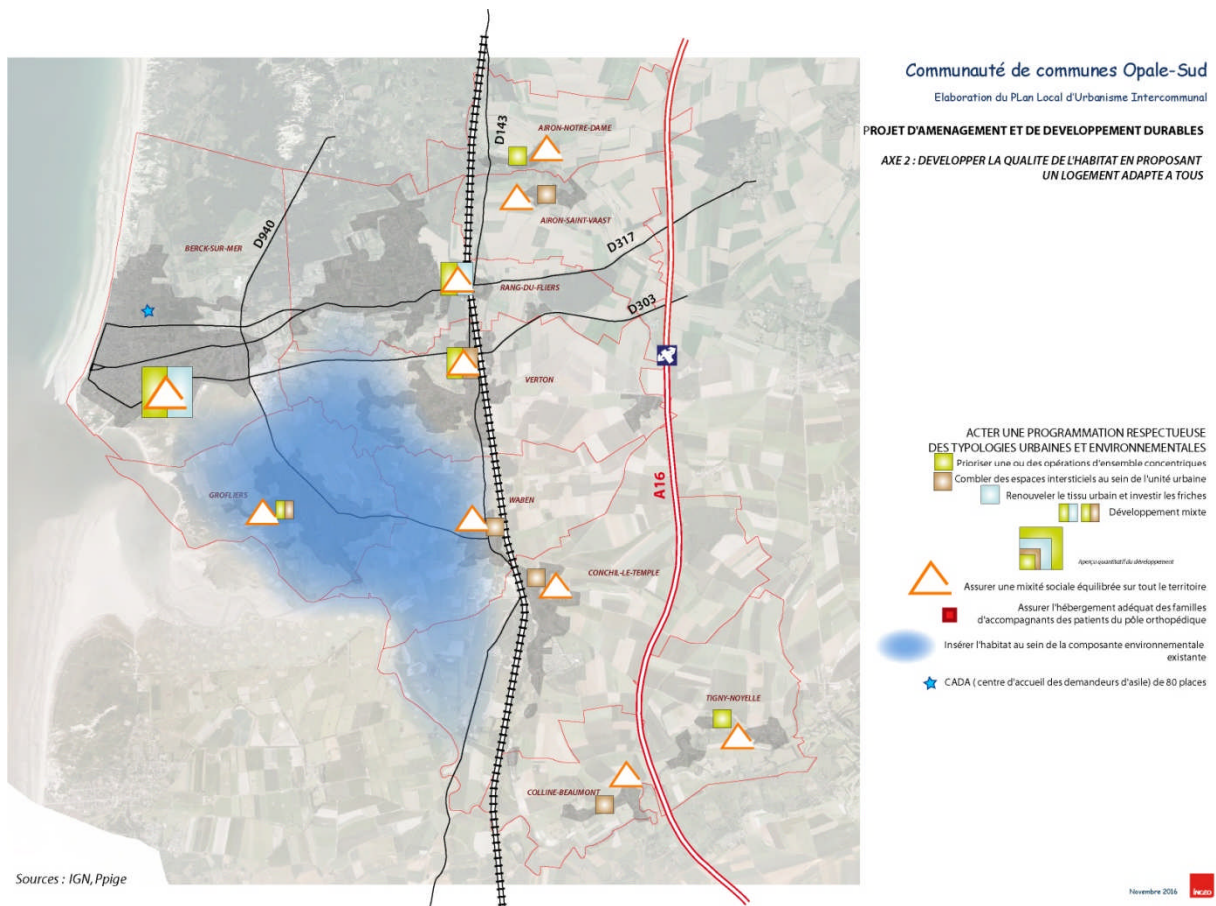 Communauté de communes Opale-Sud
Elaboration du PLan Local d'Urbanisme Intercommunal
PROJET D'AMENAGEMENT ET DE DEVELOPPEMENT DURABLES
AXE 2 : DEVELOPPER LA QUALITE DE L'HABITAT EN PROPOSANT
UN LOGEMENT ADAPTE A TOUS
D143
AIRON-NOTRE-DAME
AIRON-SAINT-VAAST
BERCK-SUR-MER
D940
D317
RANG-DU-FLIERS
D303
VERTON
A16
GROFLIERS
WABEN
CONCHIL-LE-TEMPLE
TIGNY-NOYELLE
COLLINE-BEAUMONT
ACTER UNE PROGRAMMATION RESPECTUEUSE
DES TYPOLOGIES URBAINES ET ENVIRONNEMENTALES
Prioriser une ou des opérations d'ensemble concentriques
Combler des espaces intersticiels au sein de l'unité urbaine
Renouveler le tissu urbain et investir les friches
Développement mixte
Aperçu quantitatif du développement
Assurer une mixité sociale équilibrée sur tout le territoire
Assurer l'hébergement adéquat des familles
d'accompagnants des patients du pôle orthopédique
Insérer l'habitat au sein de la composante environnementale
existante
CADA ( centre d'accueil des demandeurs d'asile) de 80 places
Sources : IGN, Ppige
Novembre 2016